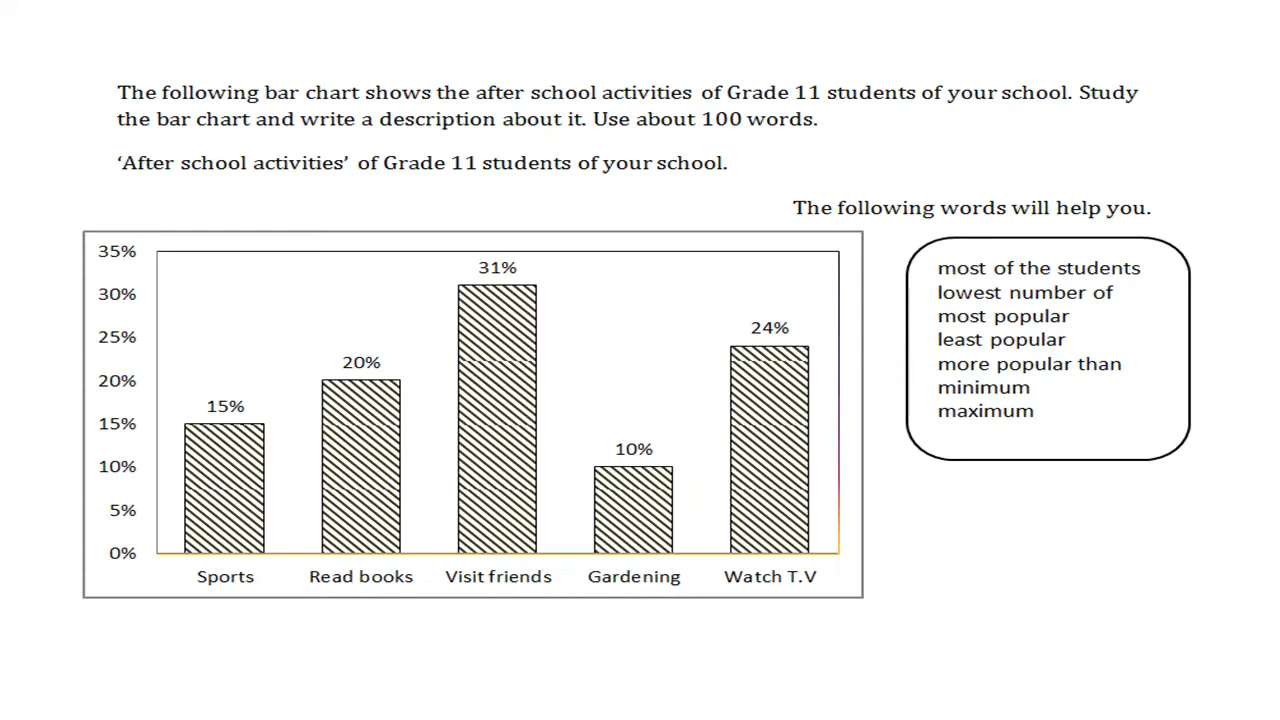 The following bar chart shows the after school activities of Grade 11 students of your school. Study
the bar chart and write a description about it. Use about 100 words.
‘After school activities’ of Grade 11 students of your school.
The following words will help you.
35%
30%
25%
20%
15%
10%
5%
0%
15%
20%
31%
10%
24%
Sports
Read books
Visit friends
Gardening
Watch T.V
most of the students
lowest number of
most popular
least popular
more popular than
minimum
maximum